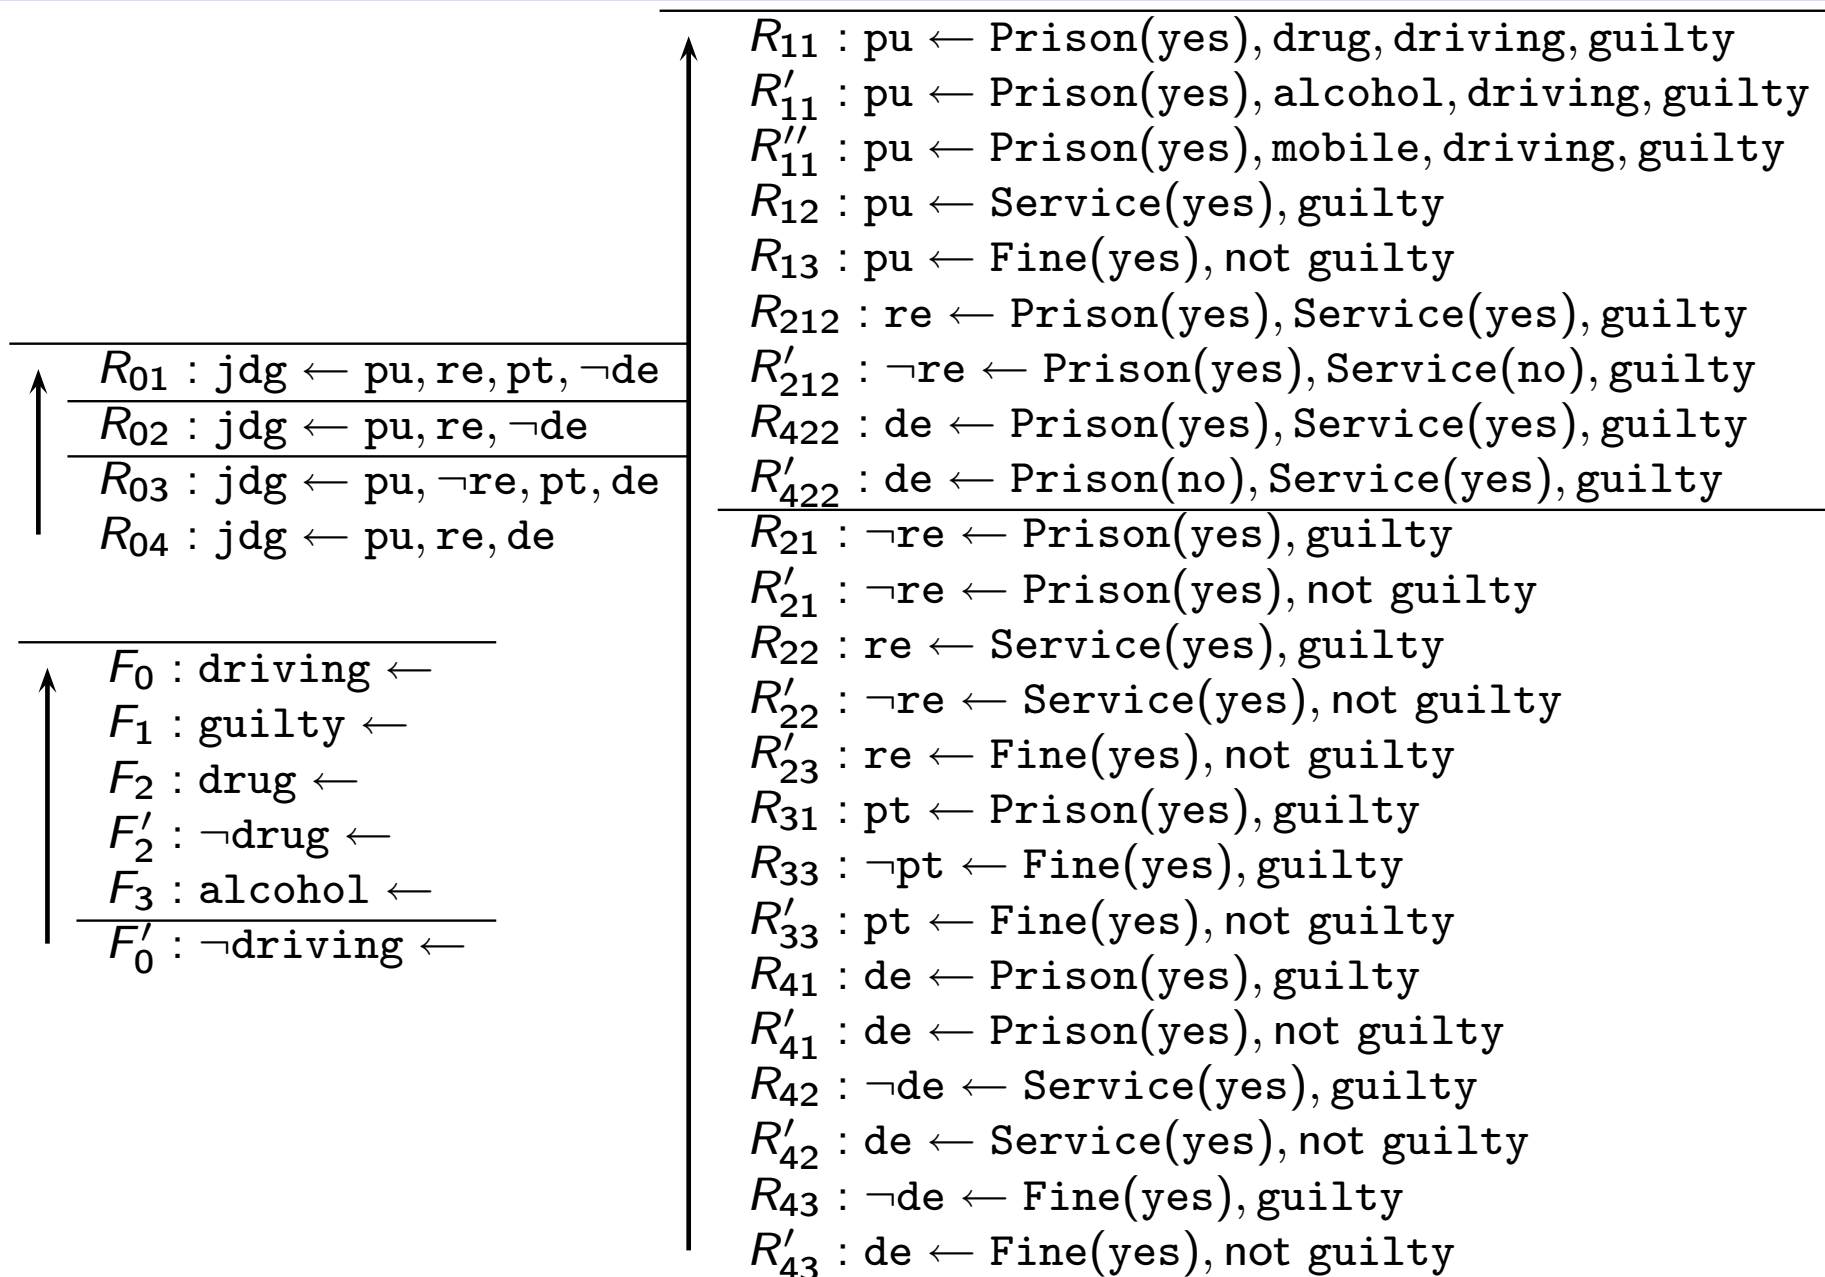 R₀₁ : jdg ← pu, re, pt, ¬de
R₀₂ : jdg ← pu, re, ¬de
R₀₃ : jdg ← pu, ¬re, pt, de
R₀₄ : jdg ← pu, re, de
F₀ : driving ←
F₁ : guilty ←
F₂ : drug ←
F′₂ : ¬drug ←
F₃ : alcohol ←
F′₀ : ¬driving ←
R₁₁ : pu ← Prison(yes), drug, driving, guilty
R′₁₁ : pu ← Prison(yes), alcohol, driving, guilty
R′′₁₁ : pu ← Prison(yes), mobile, driving, guilty
R₁₂ : pu ← Service(yes), guilty
R₁₃ : pu ← Fine(yes), not guilty
R₂₁₂ : re ← Prison(yes), Service(yes), guilty
R′₂₁₂ : ¬re ← Prison(yes), Service(no), guilty
R₄₂₂ : de ← Prison(yes), Service(yes), guilty
R′₄₂₂ : de ← Prison(no), Service(yes), guilty
R₂₁ : ¬re ← Prison(yes), guilty
R′₂₁ : ¬re ← Prison(yes), not guilty
R₂₂ : re ← Service(yes), guilty
R′₂₂ : ¬re ← Service(yes), not guilty
R′₂₃ : re ← Fine(yes), not guilty
R₃₁ : pt ← Prison(yes), guilty
R₃₃ : ¬pt ← Fine(yes), guilty
R′₃₃ : pt ← Fine(yes), not guilty
R₄₁ : de ← Prison(yes), guilty
R′₄₁ : de ← Prison(yes), not guilty
R₄₂ : ¬de ← Service(yes), guilty
R′₄₂ : de ← Service(yes), not guilty
R₄₃ : ¬de ← Fine(yes), guilty
R′₄₃ : de ← Fine(yes), not guilty